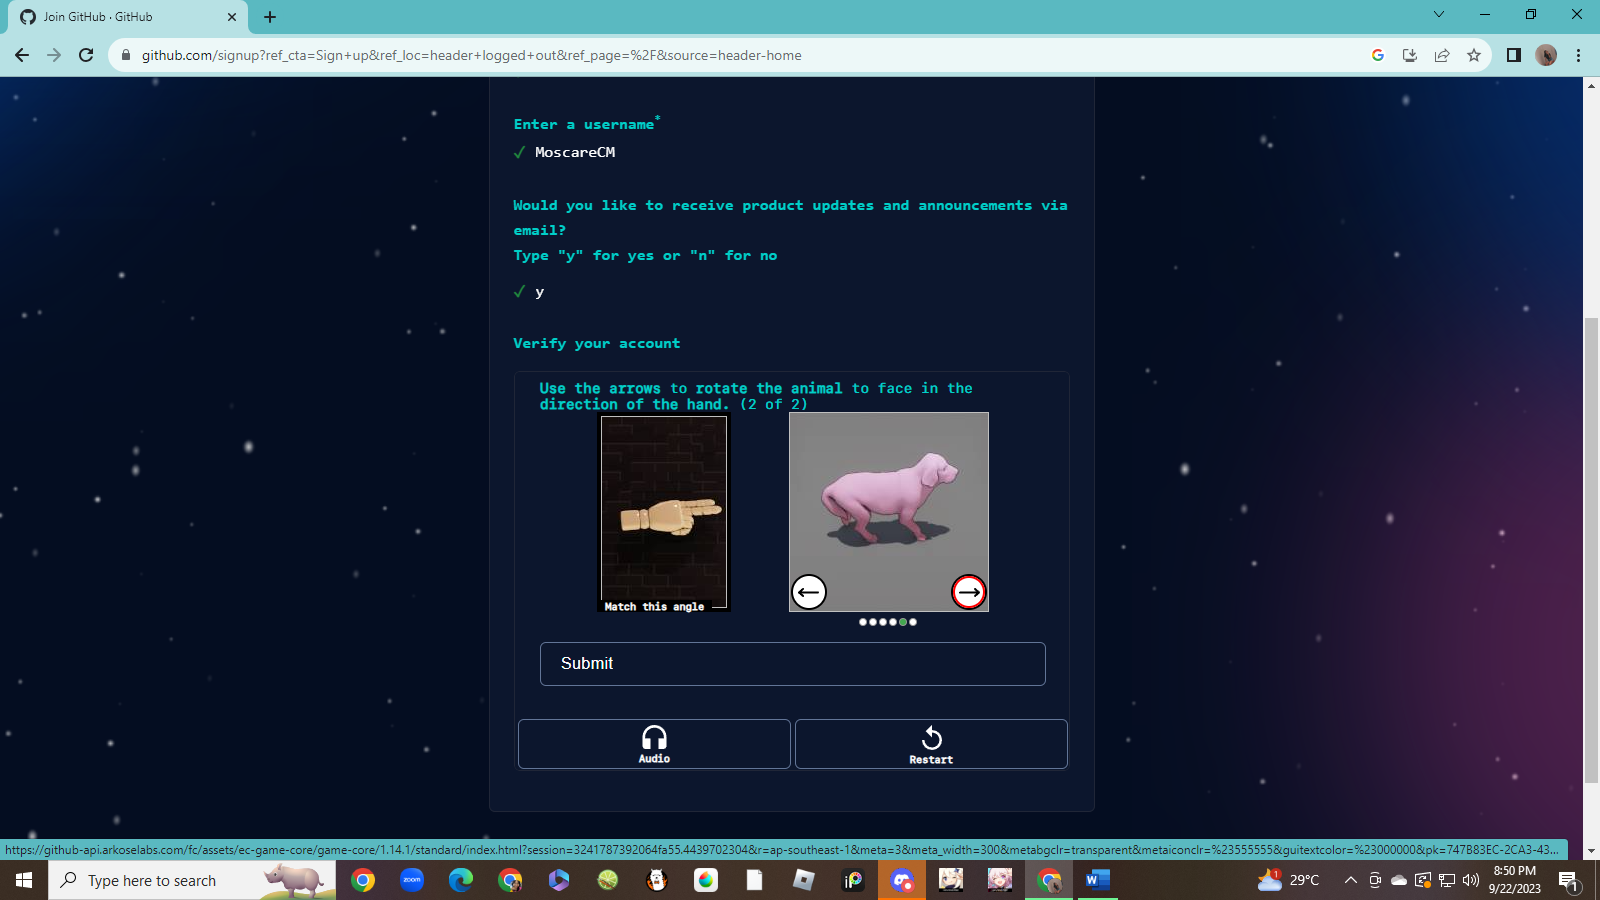 Join GitHub · GitHub
github.com/signup?ref_cta=Sign+up&ref_loc=header+logged+out&ref_page=%2F&source=header-home
Enter a username*
✓ MoscareCM
Would you like to receive product updates and announcements via
email?
Type "y" for yes or "n" for no
✓ y
Verify your account
Use the arrows to rotate the animal to face in the
direction of the hand. (2 of 2)
Match this angle
Submit
Audio
Restart
https://github-api.arkoselabs.com/fc/assets/ec-game-core/game-core/1.14.1/standard/index.html?session=3241787392064fa55.4439702304&r=ap-southeast-1&meta=3&meta_width=300&metabgclr=transparent&metaiconclr=%23555555&guitextcolor=%23000000&pk=747B83EC-2CA3-43...
Type here to search
zoom
W
1
29°C
8:50 PM
9/22/2023
1